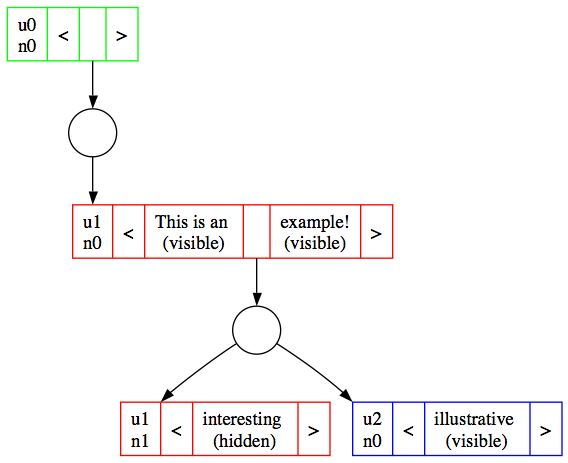 u0
n0
<
>
u1
n0
<
This is an
(visible)
example!
(visible)
>
u1
n1
<
interesting
(hidden)
>
u2
n0
<
illustrative
(visible)
>